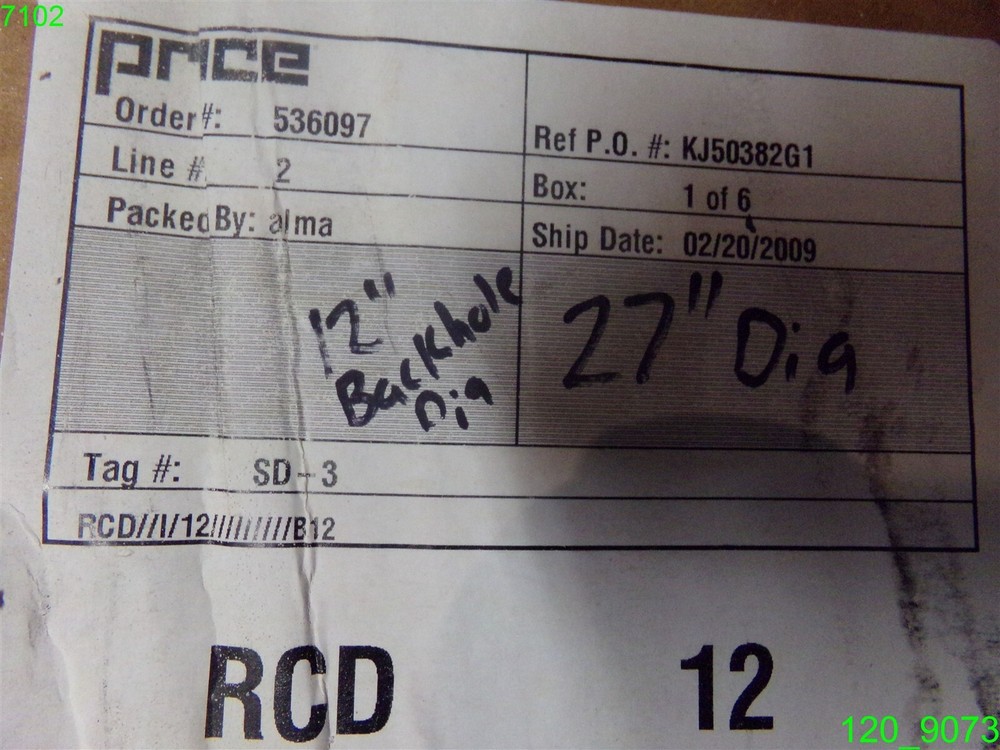 7102
price
Order #: 536097
Ref P.O. #: KJ50382G1
Line # 2
Box: 1 of 6
Packed By: alma
Ship Date: 02/20/2009
12"
Backhole
Dia
27" Dia
Tag #: SD-3
RCD//I/12/////////B12
RCD 12
120_9073